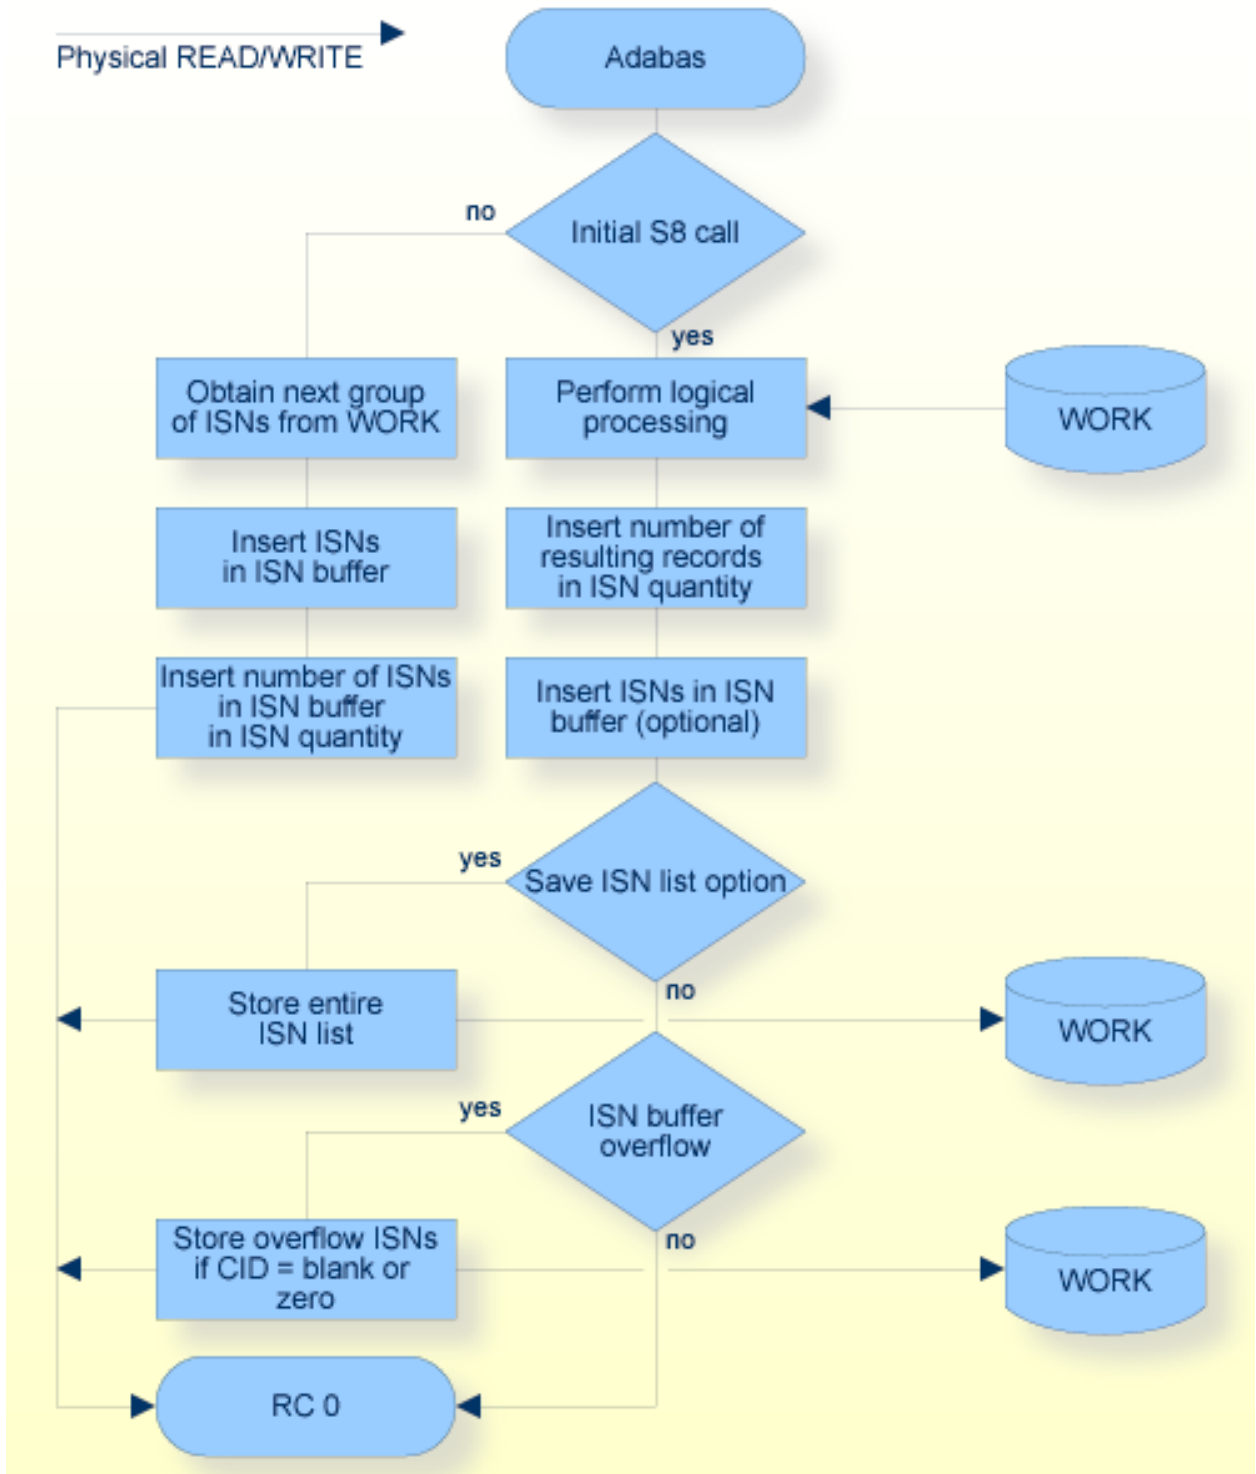 Physical READ/WRITE
Adabas
no
Initial S8 call
yes
Obtain next group
of ISNs from WORK
Perform logical
processing
WORK
Insert ISNs
in ISN buffer
Insert number of
resulting records
in ISN quantity
Insert number of ISNs
in ISN buffer
in ISN quantity
Insert ISNs in ISN
buffer (optional)
yes
Save ISN list option
no
Store entire
ISN list
WORK
yes
ISN buffer
overflow
no
Store overflow ISNs
if CID = blank or
zero
WORK
RC 0